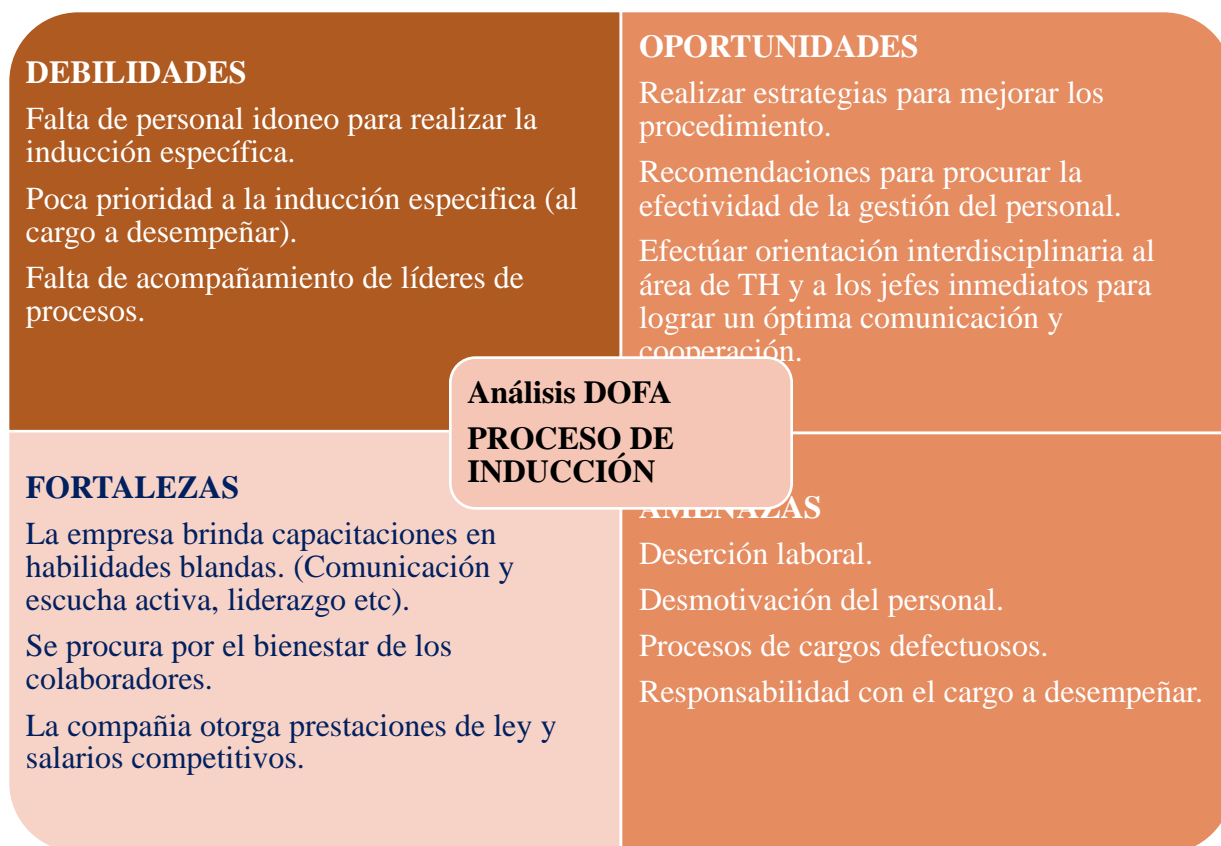 DEBILIDADES
Falta de personal idoneo para realizar la
inducción específica.
Poca prioridad a la inducción especifica (al
cargo a desempeñar).
Falta de acompañamiento de líderes de
procesos.
OPORTUNIDADES
Realizar estrategias para mejorar los
procedimiento.
Recomendaciones para procurar la
efectividad de la gestión del personal.
Efectúar orientación interdisciplinaria al
área de TH y a los jefes inmediatos para
lograr un óptima comunicación y
cooperación.
Análisis DOFA
PROCESO DE
INDUCCIÓN
FORTALEZAS
La empresa brinda capacitaciones en
habilidades blandas. (Comunicación y
escucha activa, liderazgo etc).
Se procura por el bienestar de los
colaboradores.
La compañia otorga prestaciones de ley y
salarios competitivos.
AMENAZAS
Deserción laboral.
Desmotivación del personal.
Procesos de cargos defectuosos.
Responsabilidad con el cargo a desempeñar.